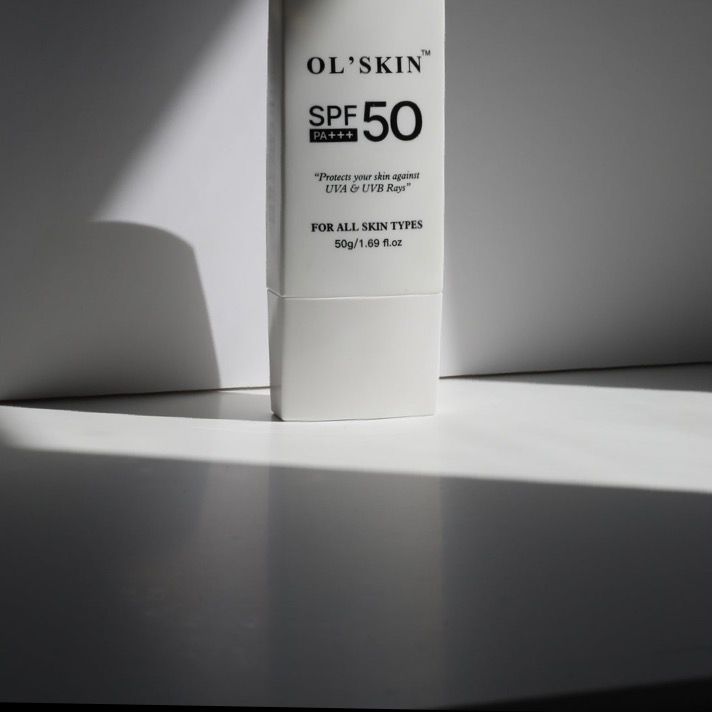 OL’SKIN™
SPF 50
PA+++
“Protects your skin against
UVA & UVB Rays”
FOR ALL SKIN TYPES
50g/1.69 fl.oz